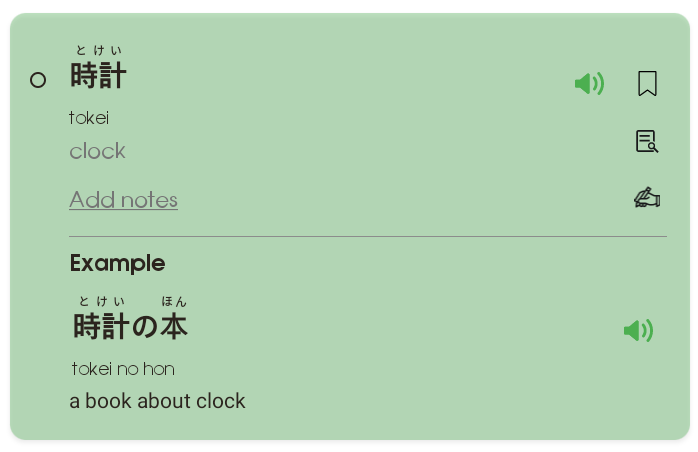 とけい
時計
tokei
clock
Add notes
Example
とけい ほん
時計の本
tokei no hon
a book about clock